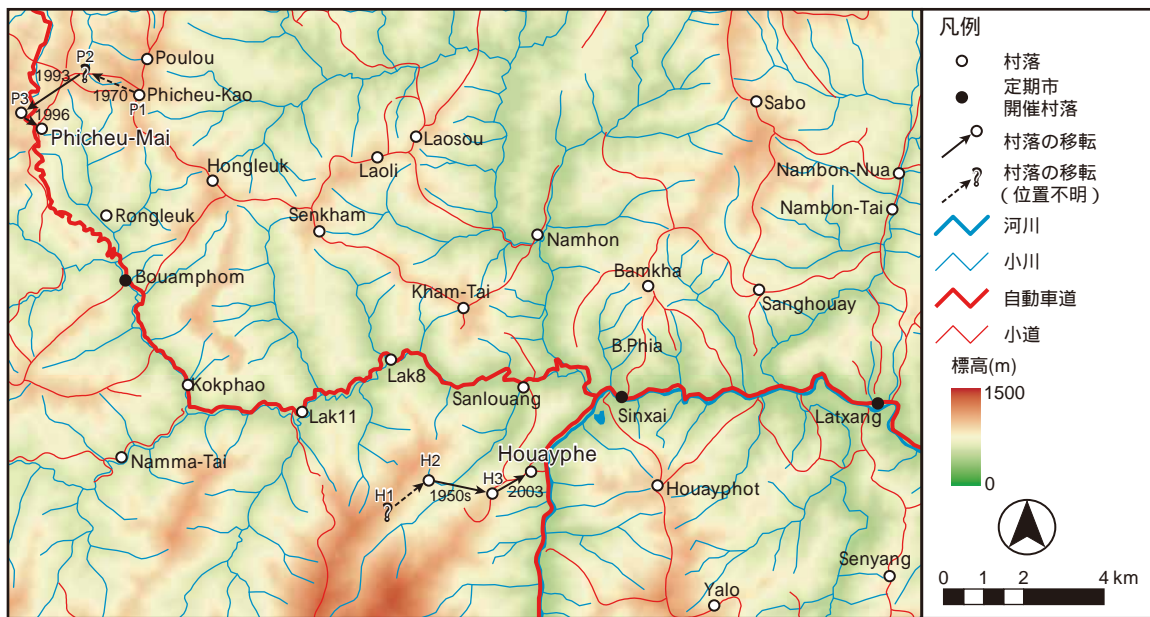 P2
Poulou
1993
1970
Phicheu-Kao
P3
P1
1996
Phicheu-Mai
Sabo
Laosou
Laoli
Hongleuk
Nambon-Nua
Rongleuk
Senkham
Nambon-Tai
Namhon
Bouamphom
Bamkha
Kham-Tai
Sanghouay
B.Phia
Lak8
Kokphao
Sanlouang
Sinxai
Latxang
Lak11
Namma-Tai
Houayphe
H2
H3
H1
1950s
2003
Houayphot
Senyang
Yalo
凡例
村落
定期市
開催村落
村落の移転
村落の移転
(位置不明)
河川
小川
自動車道
小道
標高(m)
1500
0
0 1 2 4 km